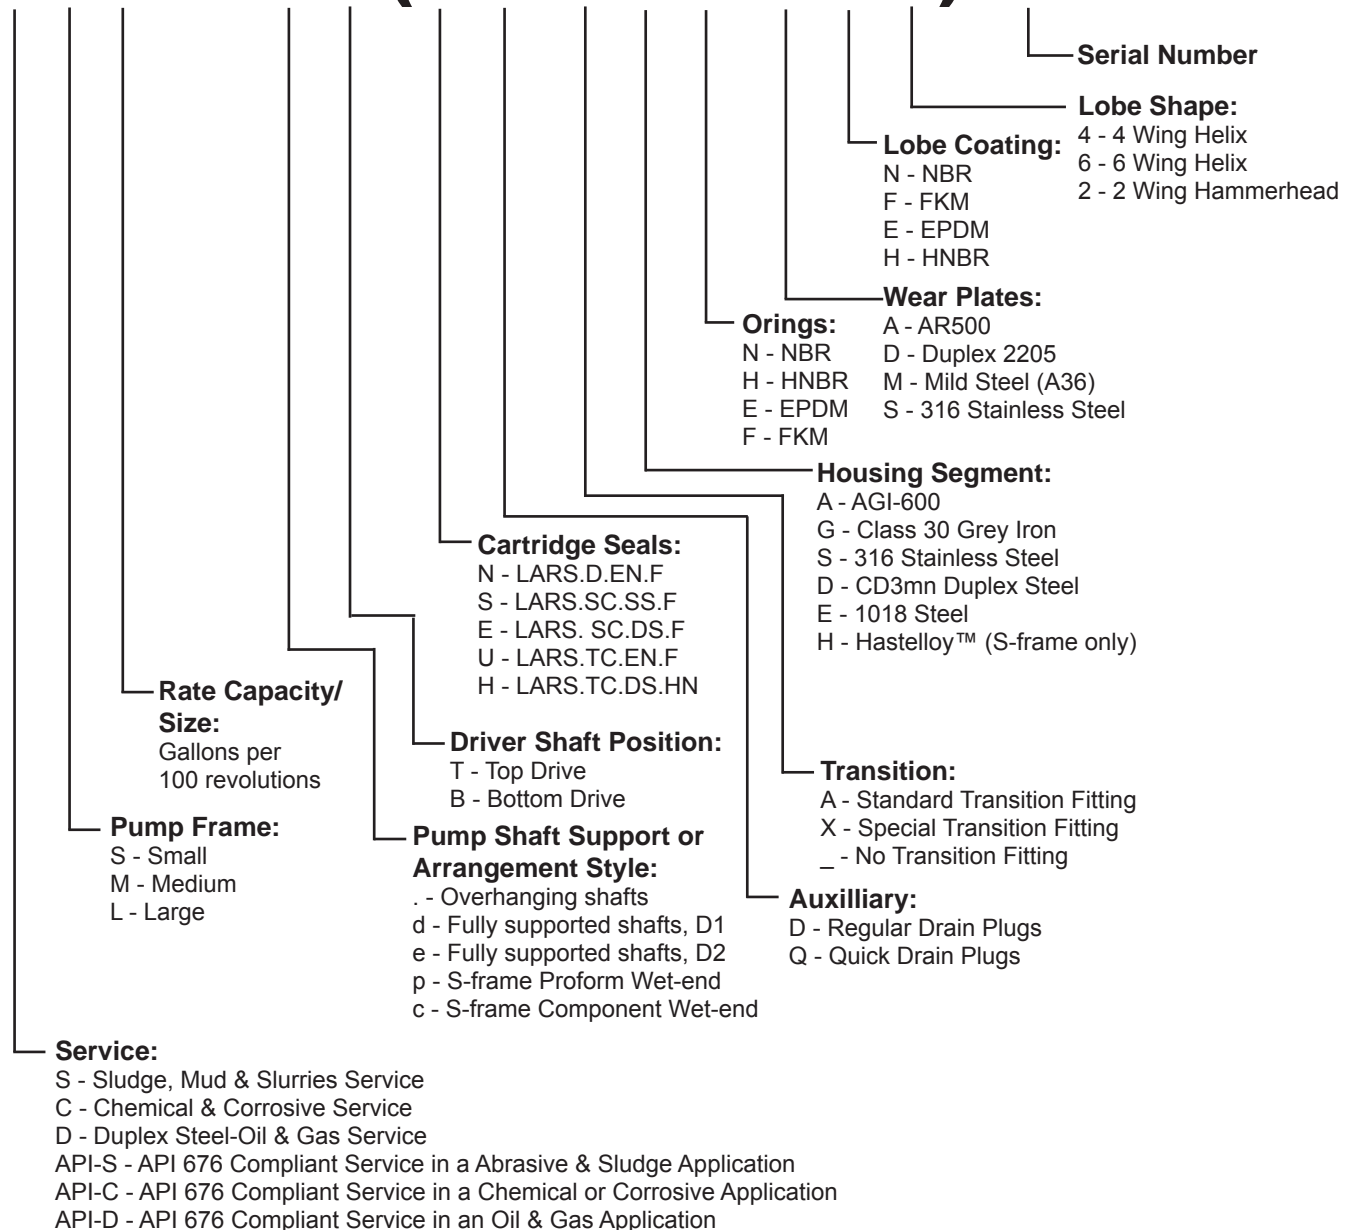 Serial Number
Lobe Shape:
4 - 4 Wing Helix
6 - 6 Wing Helix
2 - 2 Wing Hammerhead
Lobe Coating:
N - NBR
F - FKM
E - EPDM
H - HNBR
Wear Plates:
A - AR500
D - Duplex 2205
M - Mild Steel (A36)
S - 316 Stainless Steel
Orings:
N - NBR
H - HNBR
E - EPDM
F - FKM
Housing Segment:
A - AGI-600
G - Class 30 Grey Iron
S - 316 Stainless Steel
D - CD3mn Duplex Steel
E - 1018 Steel
H - Hastelloy™ (S-frame only)
Cartridge Seals:
N - LARS.D.EN.F
S - LARS.SC.SS.F
E - LARS. SC.DS.F
U - LARS.TC.EN.F
H - LARS.TC.DS.HN
Rate Capacity/
Size:
Gallons per
100 revolutions
Driver Shaft Position:
T - Top Drive
B - Bottom Drive
Transition:
A - Standard Transition Fitting
X - Special Transition Fitting
_ - No Transition Fitting
Pump Frame:
S - Small
M - Medium
L - Large
Pump Shaft Support or
Arrangement Style:
. - Overhanging shafts
d - Fully supported shafts, D1
e - Fully supported shafts, D2
p - S-frame Proform Wet-end
c - S-frame Component Wet-end
Auxilliary:
D - Regular Drain Plugs
Q - Quick Drain Plugs
Service:
S - Sludge, Mud & Slurries Service
C - Chemical & Corrosive Service
D - Duplex Steel-Oil & Gas Service
API-S - API 676 Compliant Service in a Abrasive & Sludge Application
API-C - API 676 Compliant Service in a Chemical or Corrosive Application
API-D - API 676 Compliant Service in an Oil & Gas Application